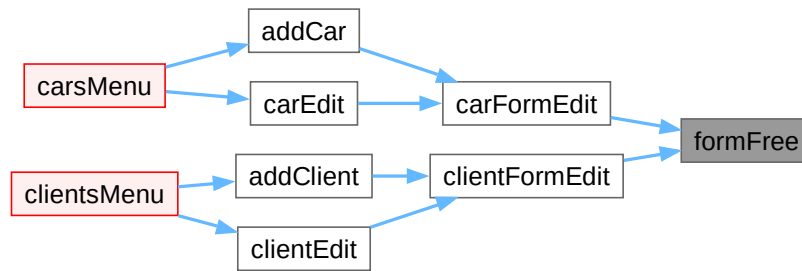 addCar
carsMenu
carEdit
carFormEdit
formFree
addClient
clientFormEdit
clientsMenu
clientEdit